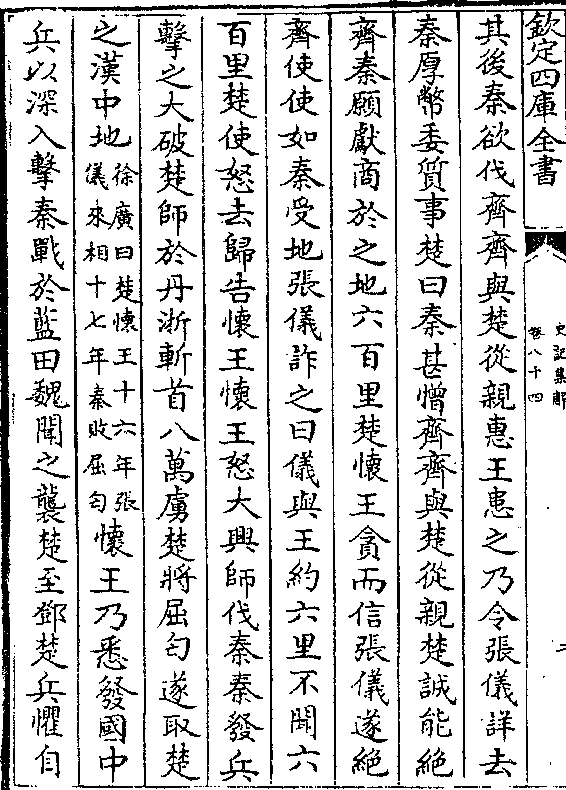 欽定四庫全書
史記集解
卷八十四
二
其後秦欲伐齊齊與楚從親惠王患之乃令張儀詳去
秦厚幣委質事楚曰秦甚憎齊齊與楚從親楚誠能絶
齊秦願獻商於之地六百里楚懷王貪而信張儀遂絶
齊使使如秦受地張儀詐之曰儀與王約六里不聞六
百里楚使怒去歸告懷王懷王怒大興師伐秦秦發兵
擊之大破楚師於丹淅斬首八萬虜楚將屈匄遂取楚
之漢中地徐廣曰楚懷王十六年張儀來相十七年秦敗屈匄懷王乃悉發國中
兵以深入擊秦戰於藍田魏聞之襲楚至鄧楚兵懼自